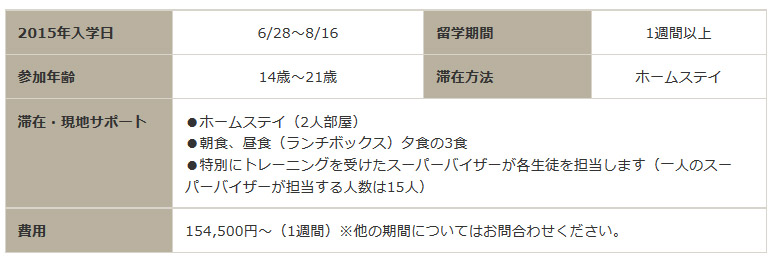 2015年入学日 6/28～8/16 留学期間 1週間以上
参加年齢 14歳～21歳 滞在方法 ホームステイ
滞在・現地サポート
●ホームステイ（2人部屋）
●朝食、昼食（ランチボックス）夕食の3食
●特別にトレーニングを受けたスーパーバイザーが各生徒を担当します（一人のスー
パーバイザーが担当する人数は15人）
費用 154,500円～（1週間）※他の期間についてはお問合わせください。